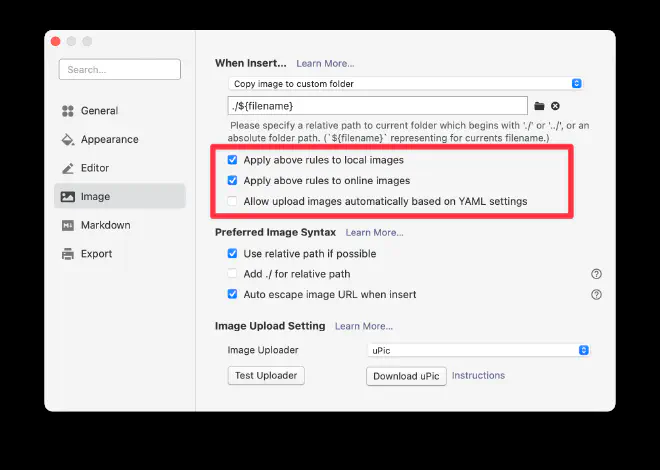 Search...
General
Appearance
Editor
Image
Markdown
Export
When Insert... Learn More...
Copy image to custom folder
./${filename}
Please specify a relative path to current folder which begins with './' or '../', or an
absolute folder path. (`${filename}` representing for currents filename.)
Apply above rules to local images
Apply above rules to online images
Allow upload images automatically based on YAML settings
Preferred Image Syntax Learn More...
Use relative path if possible
Add ./ for relative path
Auto escape image URL when insert
Image Upload Setting Learn More...
Image Uploader uPic
Test Uploader Download uPic Instructions